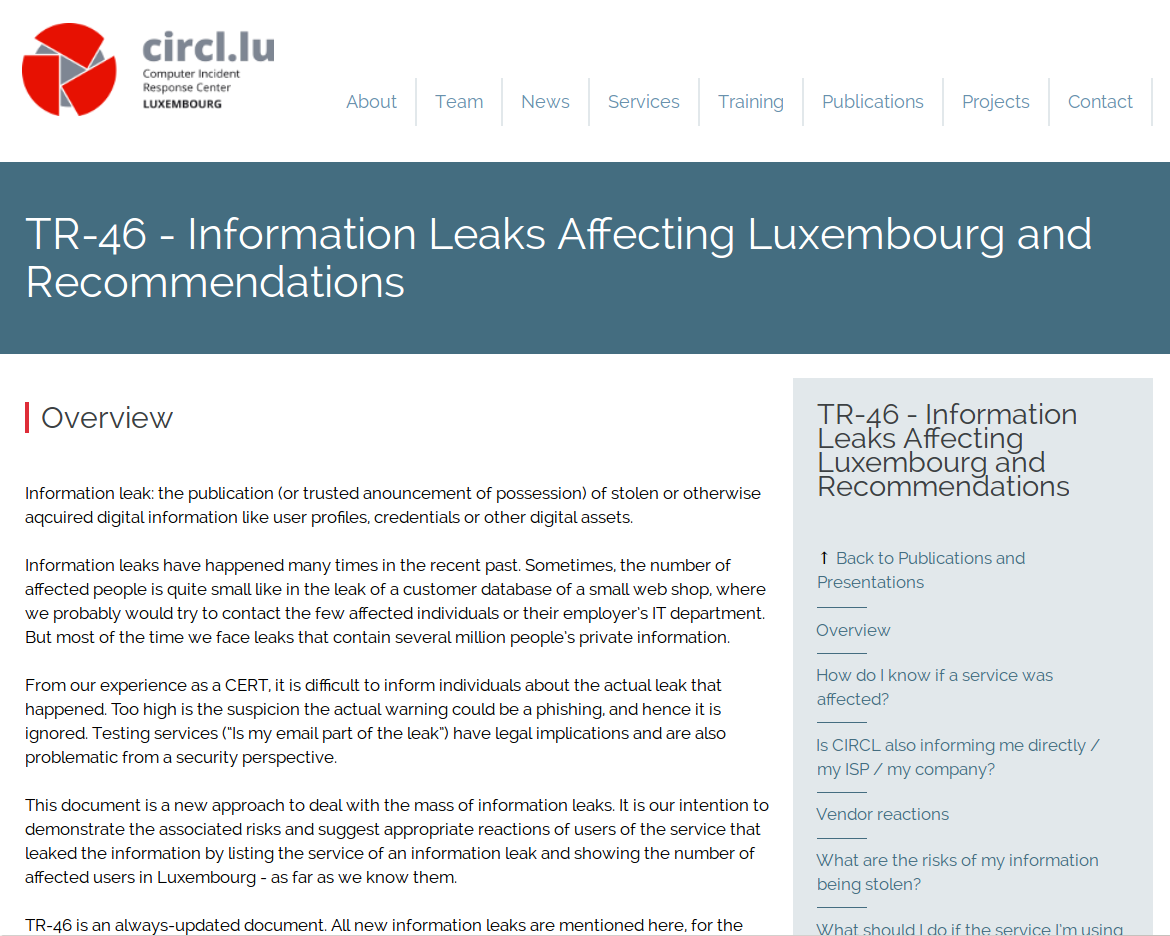 circl.lu
Computer Incident
Response Center
LUXEMBOURG
About
Team
News
Services
Training
Publications
Projects
Contact
TR-46 - Information Leaks Affecting Luxembourg and
Recommendations
Overview
Information leak: the publication (or trusted anouncement of possession) of stolen or otherwise
aqcuired digital information like user profiles, credentials or other digital assets.
Information leaks have happened many times in the recent past. Sometimes, the number of
affected people is quite small like in the leak of a customer database of a small web shop, where
we probably would try to contact the few affected individuals or their employer's IT department.
But most of the time we face leaks that contain several million people's private information.
From our experience as a CERT, it is difficult to inform individuals about the actual leak that
happened. Too high is the suspicion the actual warning could be a phishing, and hence it is
ignored. Testing services ("Is my email part of the leak") have legal implications and are also
problematic from a security perspective.
This document is a new approach to deal with the mass of information leaks. It is our intention to
demonstrate the associated risks and suggest appropriate reactions of users of the service that
leaked the information by listing the service of an information leak and showing the number of
affected users in Luxembourg - as far as we know them.
TR-46 is an always-updated document. All new information leaks are mentioned here, for the
TR-46 - Information
Leaks Affecting
Luxembourg and
Recommendations
↑ Back to Publications and
Presentations
Overview
How do I know if a service was
affected?
Is CIRCL also informing me directly /
my ISP / my company?
Vendor reactions
What are the risks of my information
being stolen?
What should I do if the service I'm using